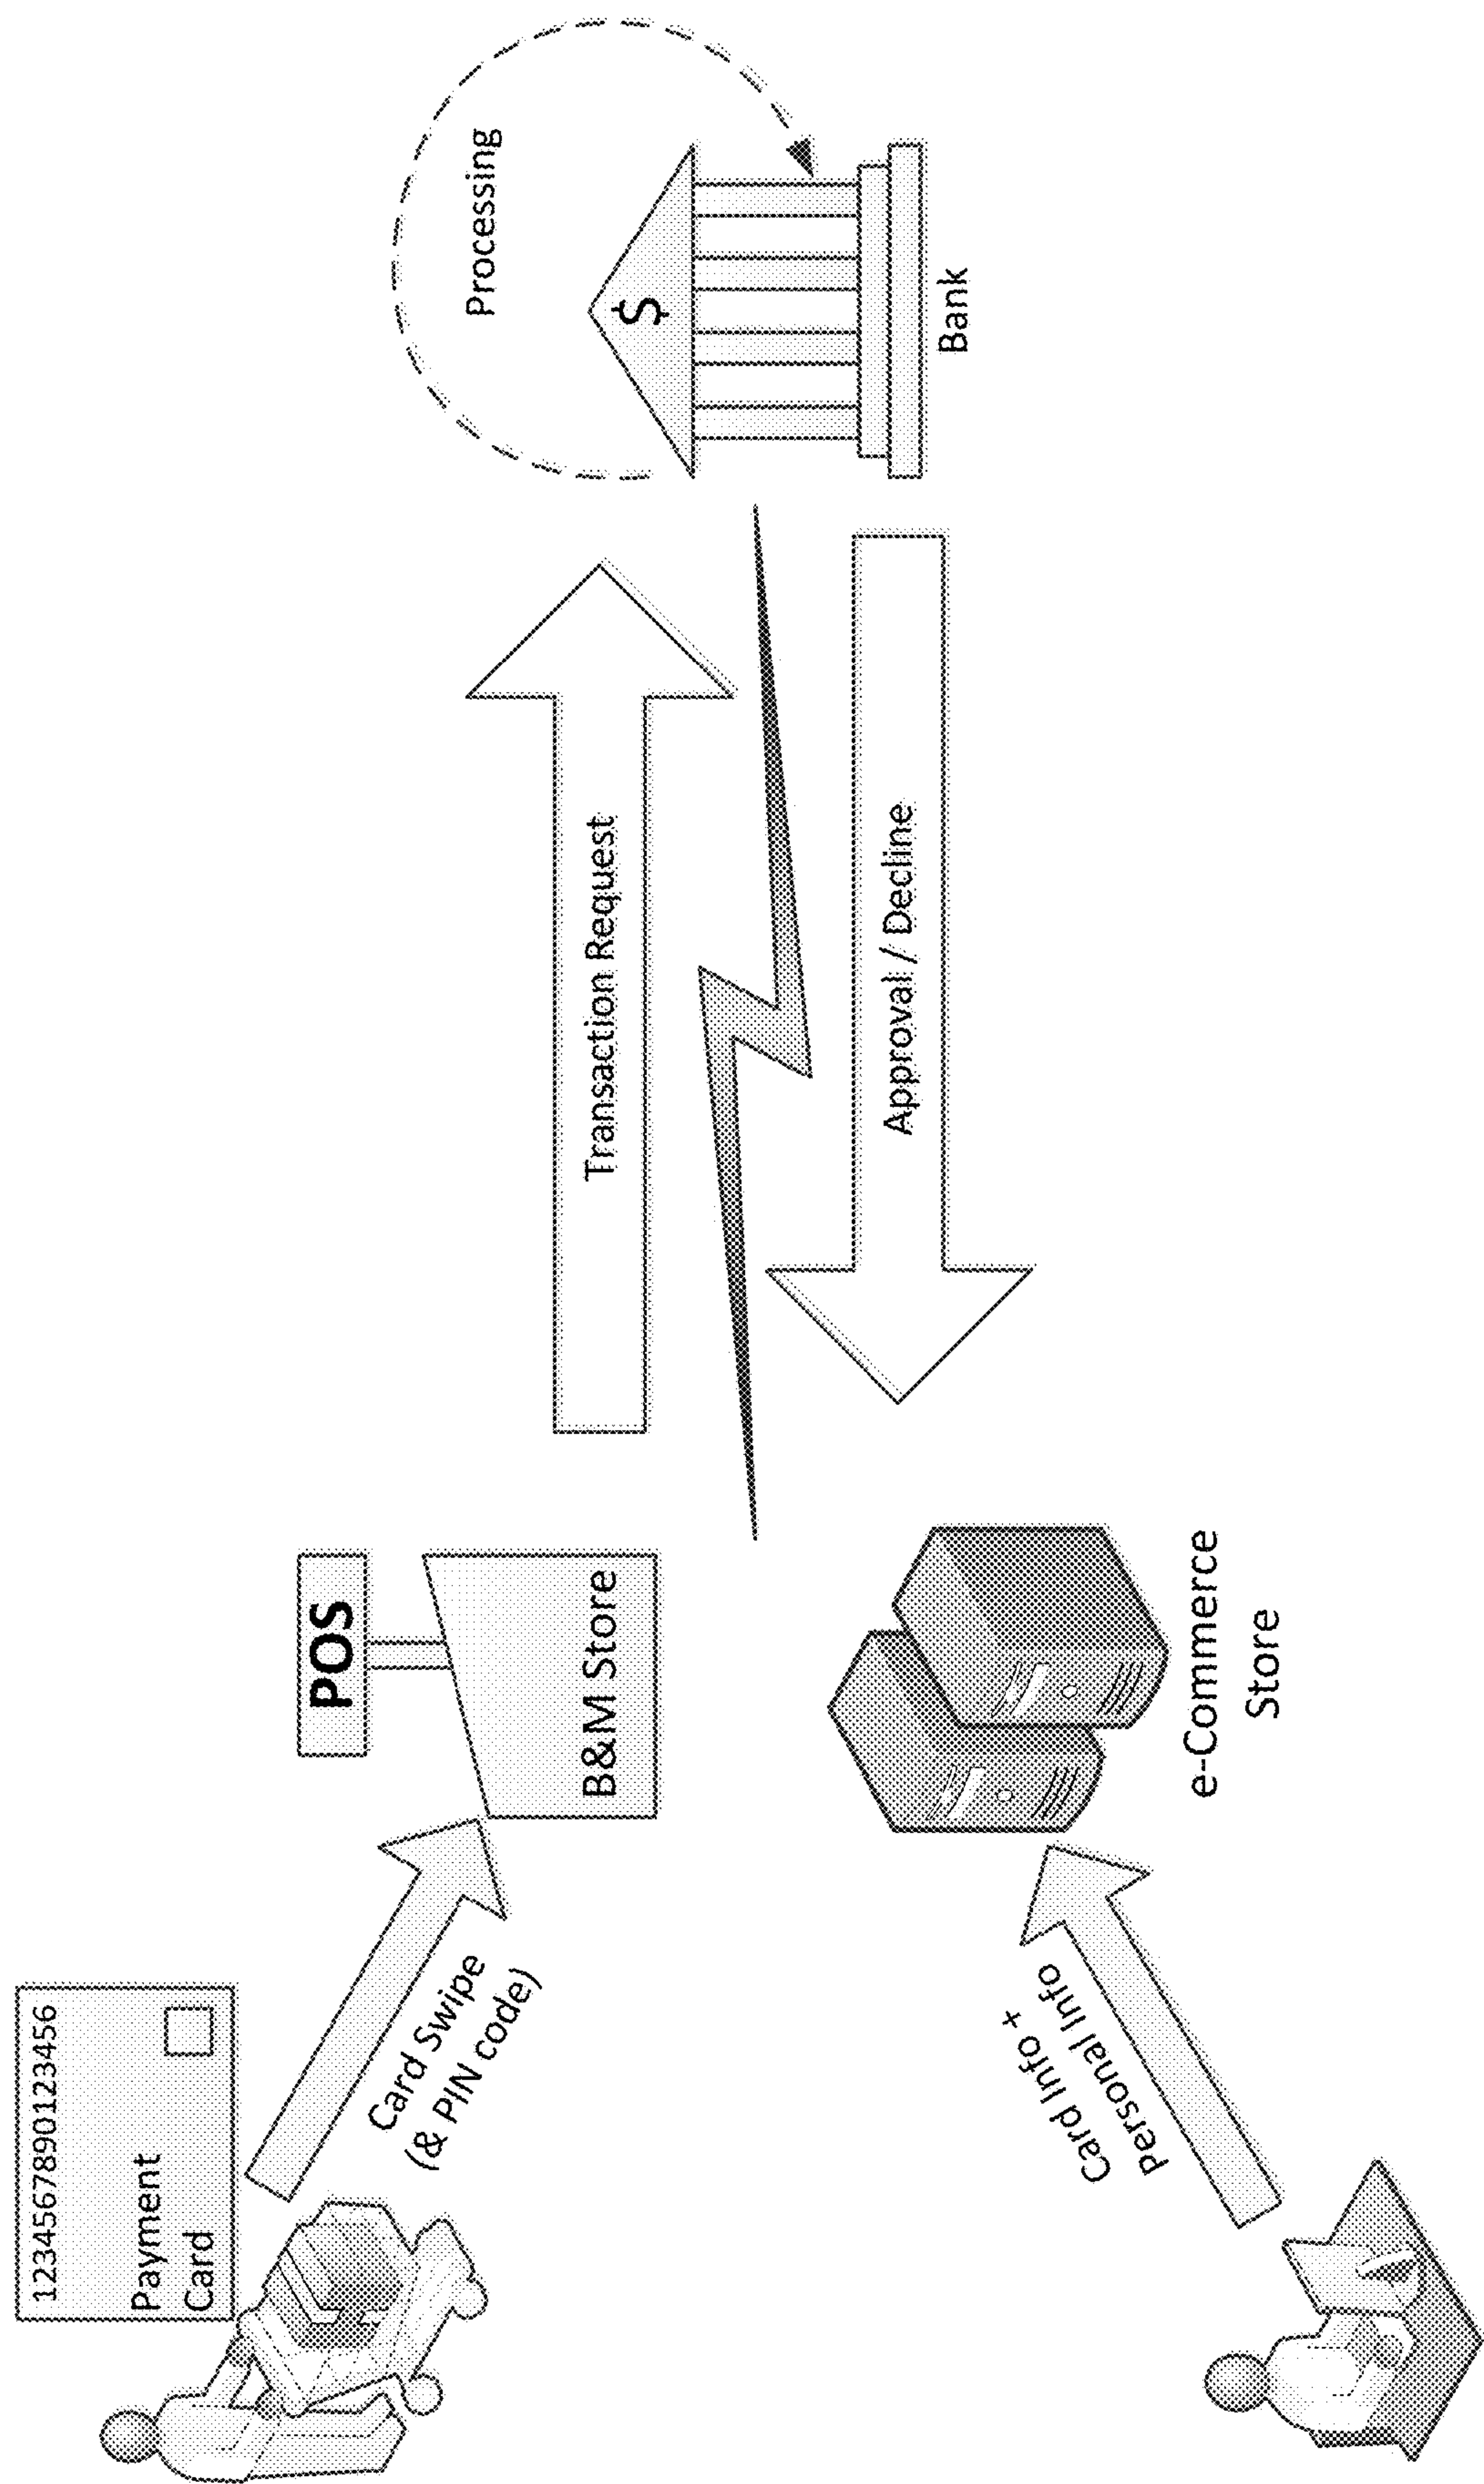 1234567890123456
Payment
Card
Card Swipe
(& PIN code)
POS
B&M Store
Transaction Request
Processing
$
Bank
Approval / Decline
Card Info +
Personal Info
e-Commerce
Store